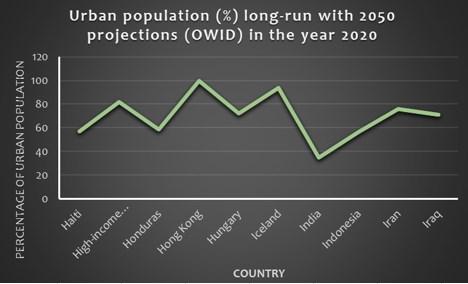 Urban population (%) long-run with 2050
projections (OWID) in the year 2020
PERCENTAGE OF URBAN POPULATION
120
100
80
60
40
20
0
Haiti
High-income...
Honduras
Hong Kong
Hungary
Iceland
India
Indonesia
Iran
Iraq
COUNTRY